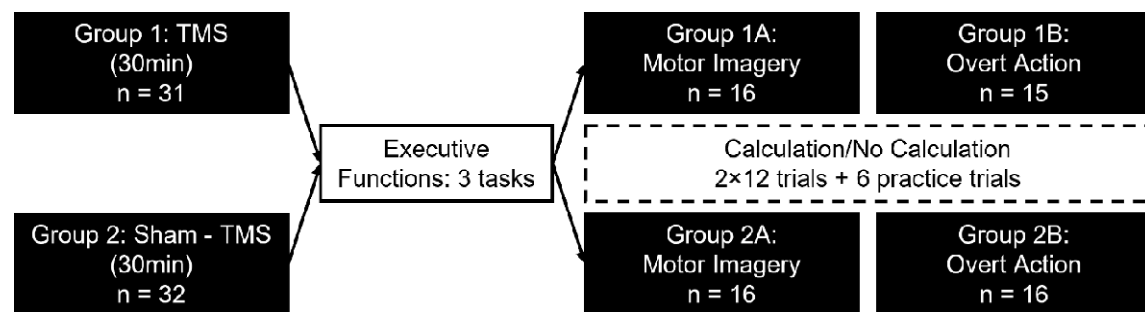 Group 1: TMS
(30min)
n = 31
Group 1A:
Motor Imagery
n = 16
Group 1B:
Overt Action
n = 15
Executive
Functions: 3 tasks
Calculation/No Calculation
2×12 trials + 6 practice trials
Group 2: Sham - TMS
(30min)
n = 32
Group 2A:
Motor Imagery
n = 16
Group 2B:
Overt Action
n = 16